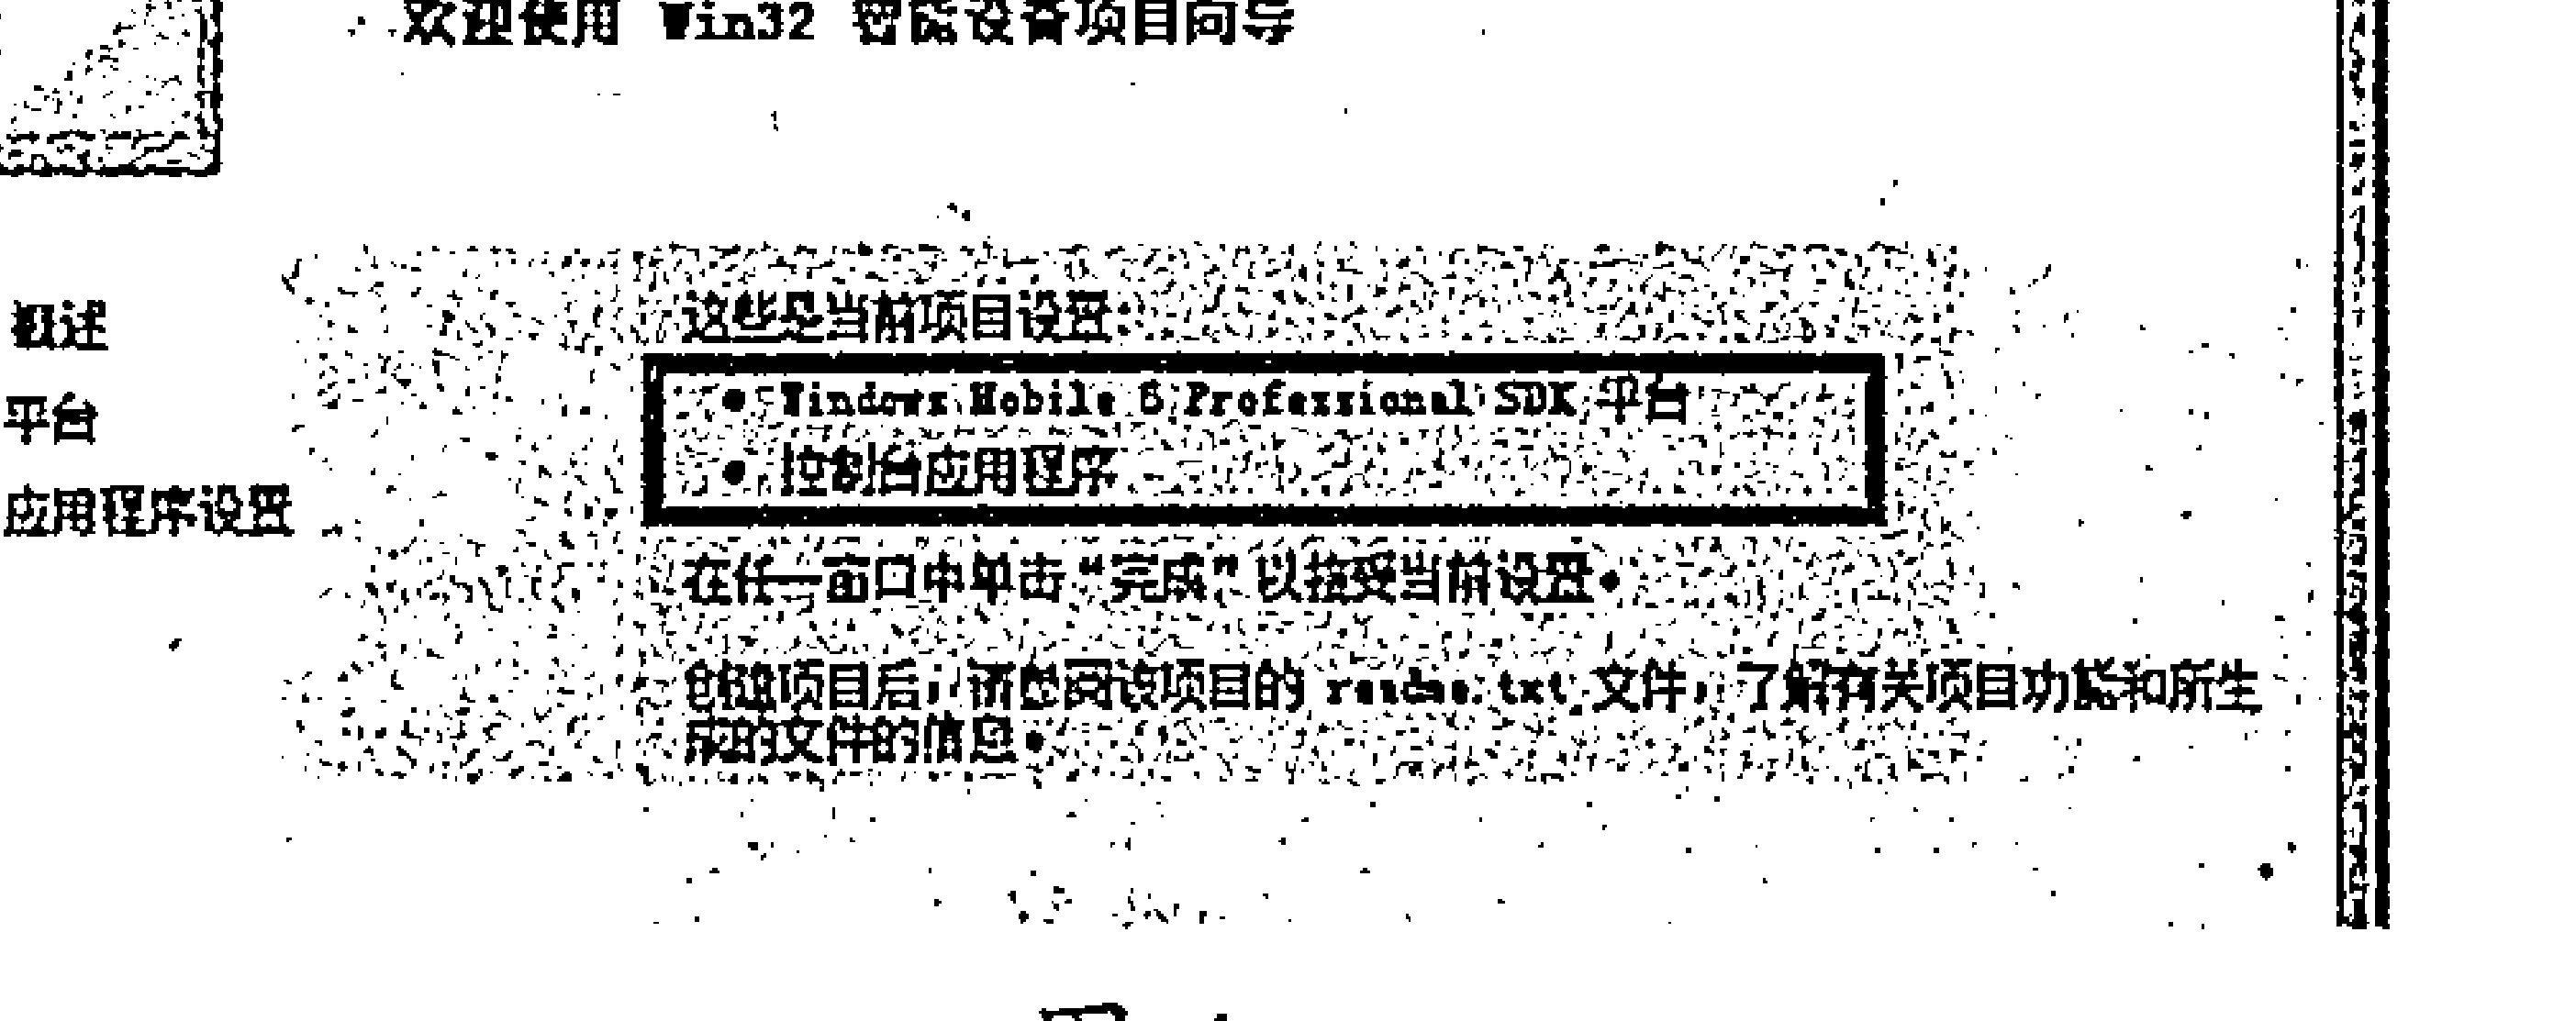 欢迎使用 Win32 智能设备项目向导
概述
平台
应用程序设置
这些是当前项目设置:
• Windows Mobile 6 Professional SDK 平台
• 控制台应用程序
在任一窗口中单击“完成”以接受当前设置。
创建项目后，请参阅该项目的 readme.txt 文件，了解有关项目功能和所生
成的文件的信息。